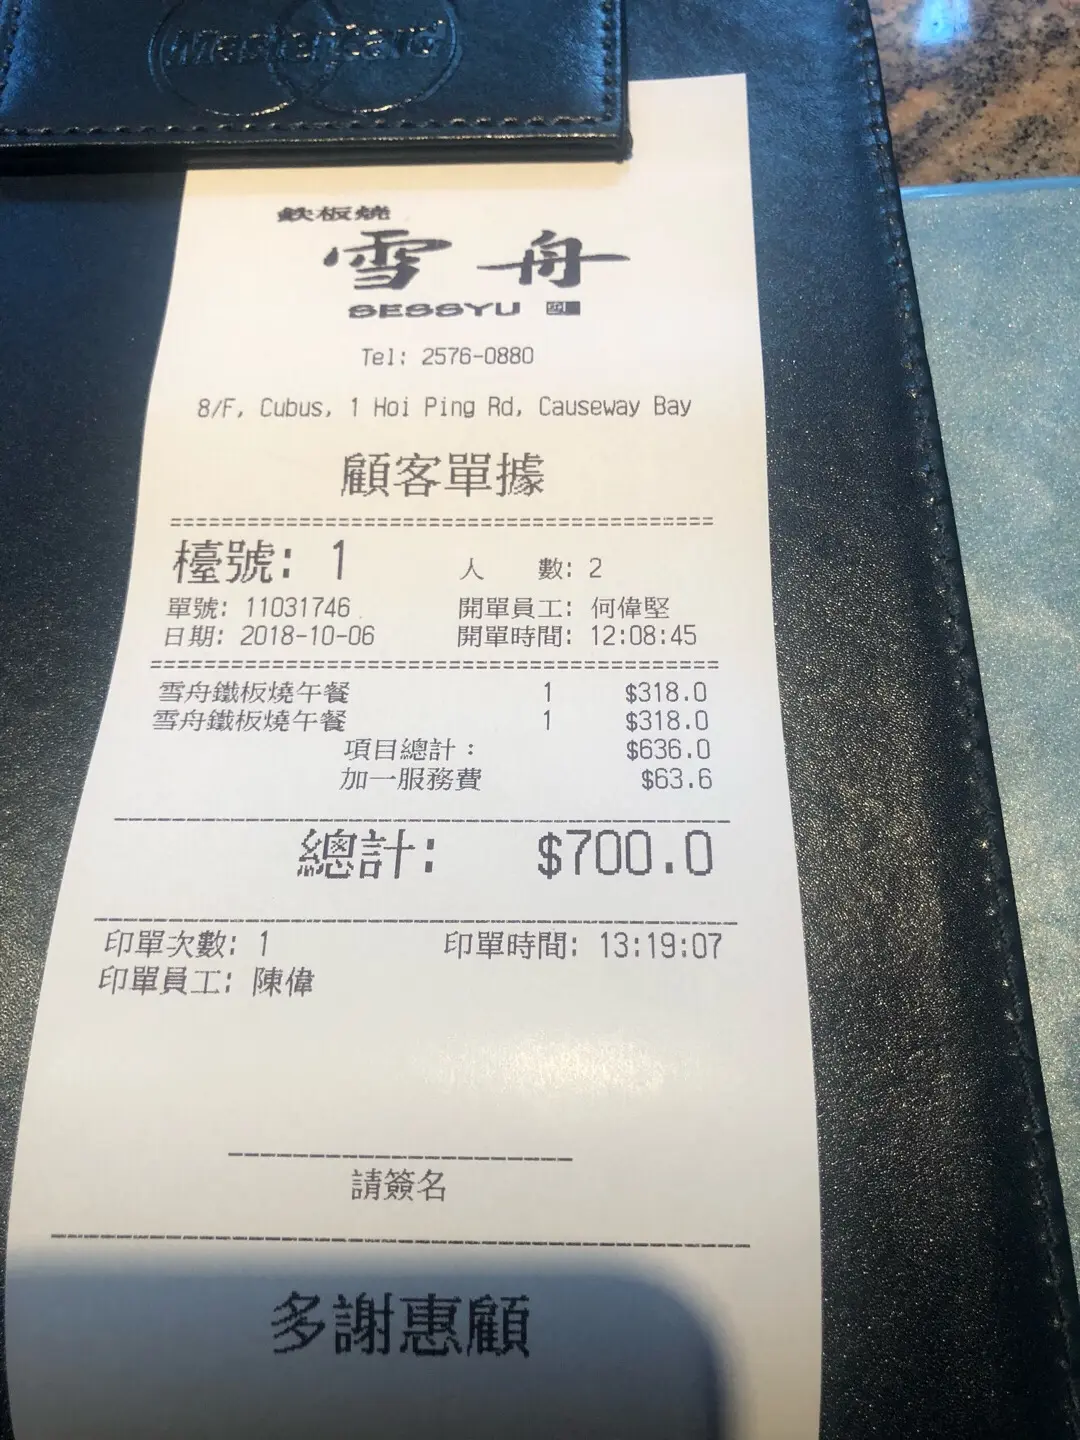 MasterCard
鉄板燒
雪舟
SESSYU
Tel: 2576-0880
8/F, Cubus, 1 Hoi Ping Rd, Causeway Bay
顧客單據
檯號: 1 人 數: 2
單號: 11031746 開單員工: 何偉堅
日期: 2018-10-06 開單時間: 12:08:45
雪舟鐵板燒午餐 1 $318.0
雪舟鐵板燒午餐 1 $318.0
項目總計: $636.0
加一服務費 $63.6
總計: $700.0
印單次數: 1 印單時間: 13:19:07
印單員工: 陳偉
請簽名
多謝惠顧